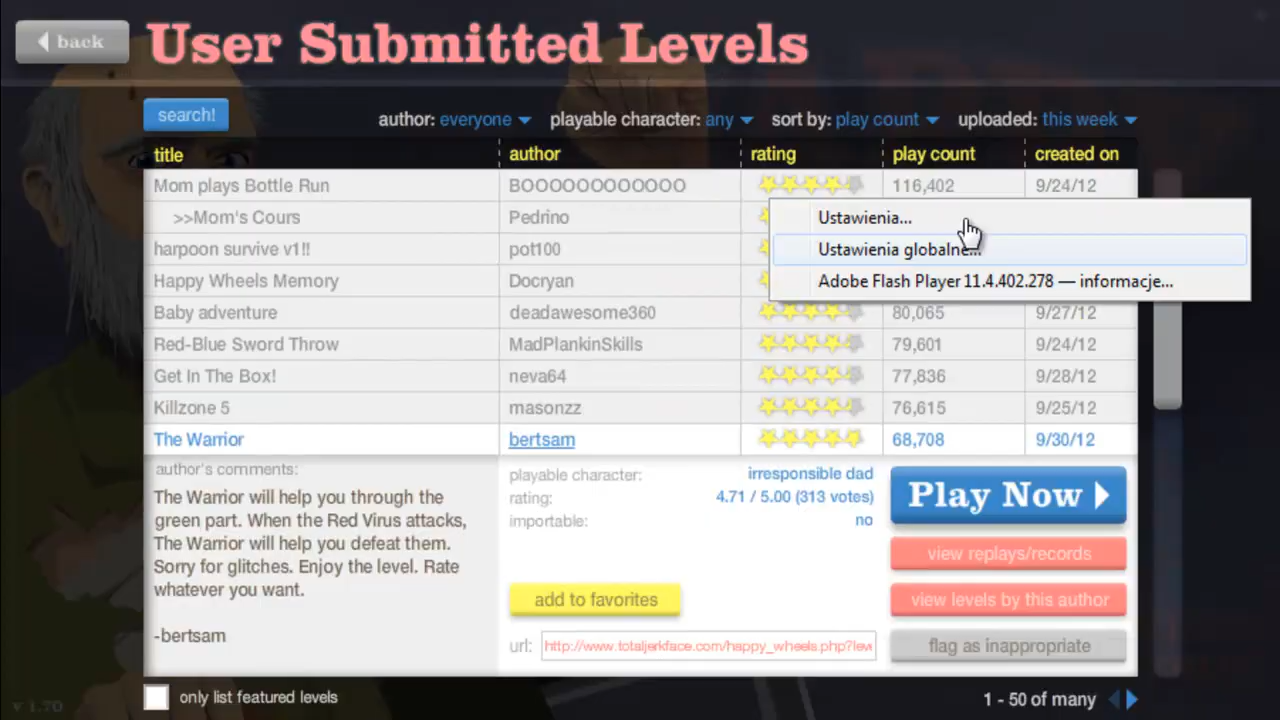 back
User Submitted Levels
search!
author: everyone playable character: any sort by: play count uploaded: this week
title author rating play count created on
Mom plays Bottle Run BOOOOOOOOOOOO 116,402 9/24/12
>>Mom's Cours Pedrino
Ustawienia...
harpoon survive v1!! pot100
Ustawienia globalne...
Happy Wheels Memory Docryan
Adobe Flash Player 11.4.402.278 — informacje...
Baby adventure deadawesome360 80,065 9/27/12
Red-Blue Sword Throw MadPlankinSkills 79,601 9/24/12
Get In The Box! neva64 77,836 9/28/12
Killzone 5 masonzz 76,615 9/25/12
The Warrior bertsam 68,708 9/30/12
author's comments:
The Warrior will help you through the
green part. When the Red Virus attacks,
The Warrior will help you defeat them.
Sorry for glitches. Enjoy the level. Rate
whatever you want.
-bertsam
playable character: irresponsible dad
rating: 4.71 / 5.00 (313 votes)
importable: no
add to favorites
url: http://www.totaljerkface.com/happy_wheels.php?leve
Play Now
view replays/records
view levels by this author
flag as inappropriate
only list featured levels
1 - 50 of many
v 1.70